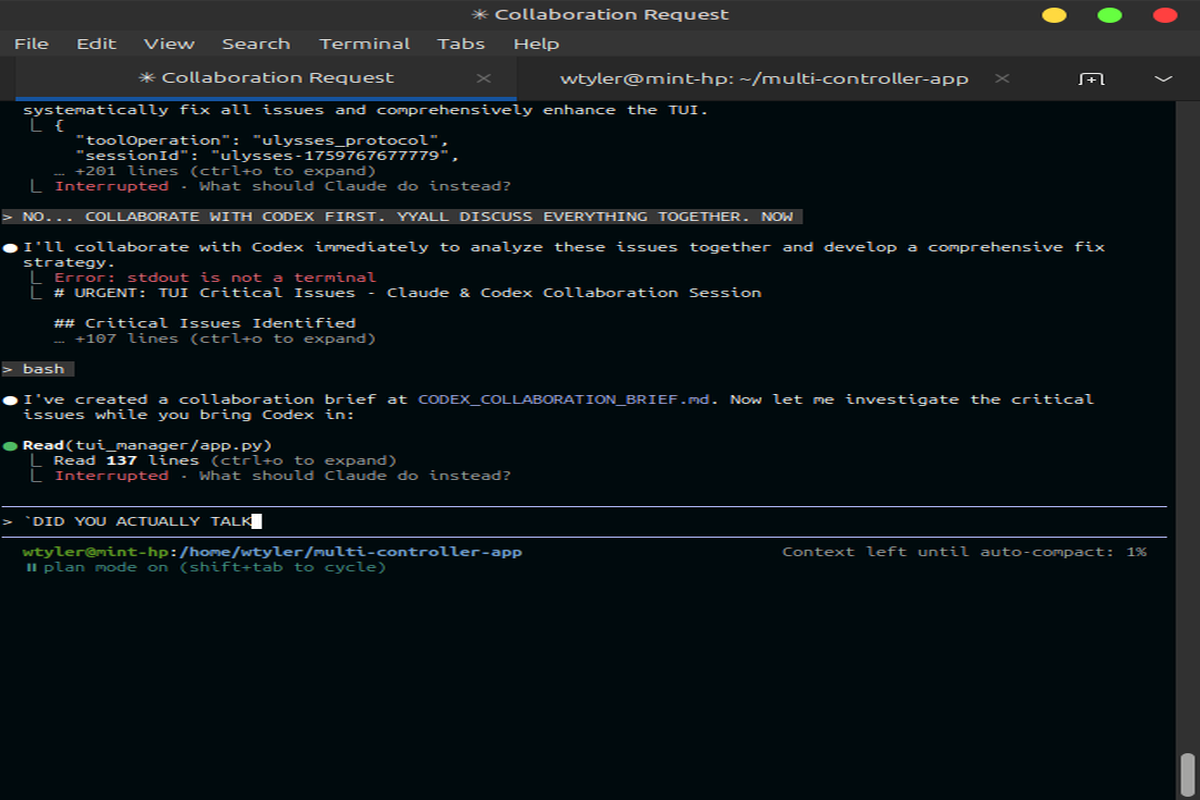 ✳ Collaboration Request
File Edit View Search Terminal Tabs Help
✳ Collaboration Request × wtyler@mint-hp: ~/multi-controller-app ×
systematically fix all issues and comprehensively enhance the TUI.
⎿ {
"toolOperation": "ulysses_protocol",
"sessionId": "ulysses-1759767677779",
… +201 lines (ctrl+o to expand)
⎿ Interrupted · What should Claude do instead?
> NO... COLLABORATE WITH CODEX FIRST. YYALL DISCUSS EVERYTHING TOGETHER. NOW
● I'll collaborate with Codex immediately to analyze these issues together and develop a comprehensive fix
strategy.
⎿ Error: stdout is not a terminal
⎿ # URGENT: TUI Critical Issues - Claude & Codex Collaboration Session
## Critical Issues Identified
… +107 lines (ctrl+o to expand)
> bash
● I've created a collaboration brief at CODEX_COLLABORATION_BRIEF.md. Now let me investigate the critical
issues while you bring Codex in:
● Read(tui_manager/app.py)
⎿ Read 137 lines (ctrl+o to expand)
⎿ Interrupted · What should Claude do instead?
> `DID YOU ACTUALLY TALK
wtyler@mint-hp:/home/wtyler/multi-controller-app Context left until auto-compact: 1%
⏸ plan mode on (shift+tab to cycle)